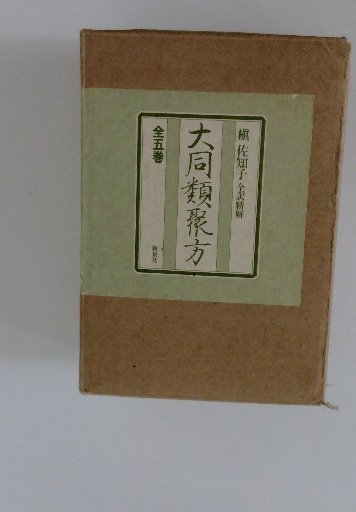 槇 佐知子 全訳精解
大同類聚方
全五巻
新泉社